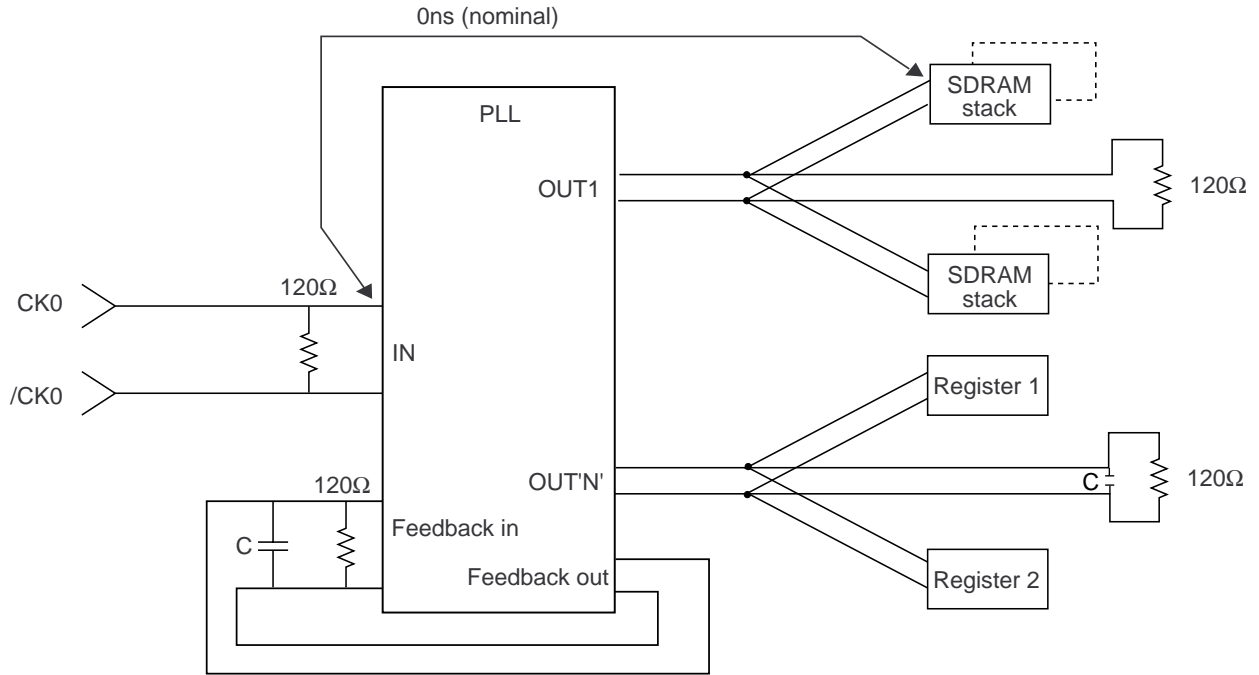 0ns (nominal)
PLL
SDRAM
stack
OUT1
120Ω
SDRAM
stack
CK0
120Ω
IN
/CK0
Register 1
120Ω
OUT'N'
C
120Ω
Feedback in
C
Feedback out
Register 2